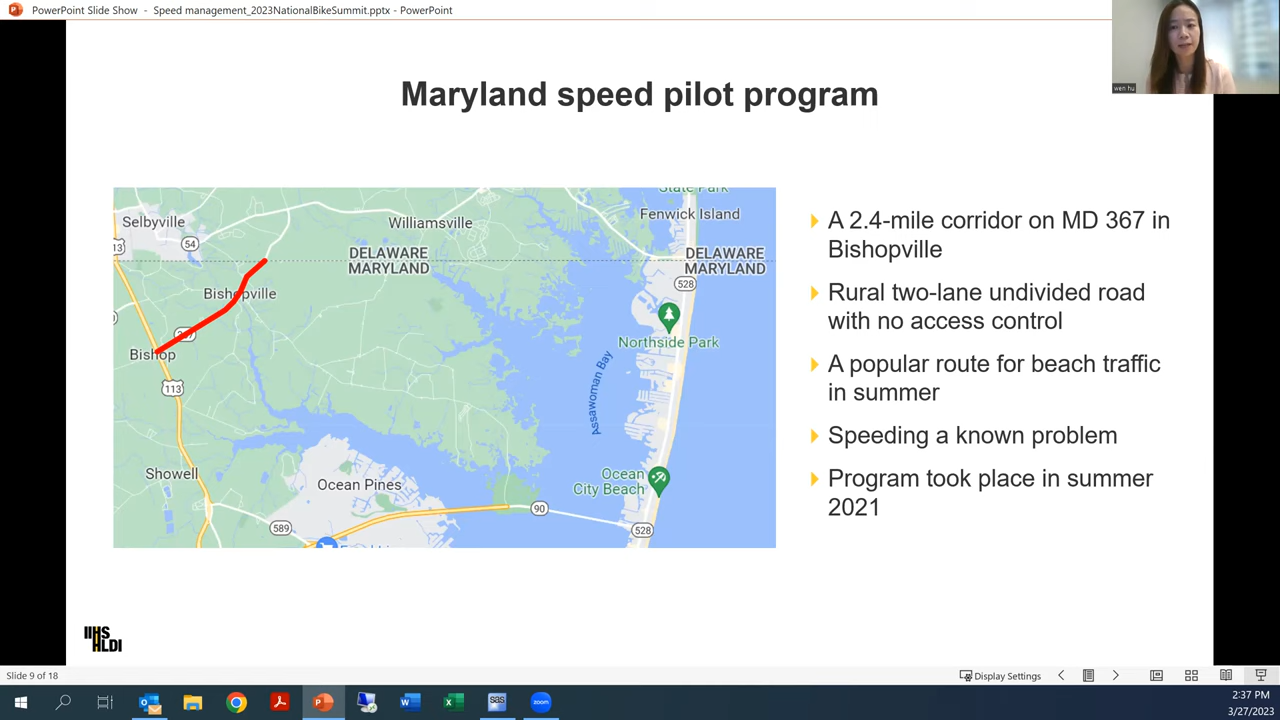 PowerPoint Slide Show - Speed management_2023NationalBikeSummit.pptx - PowerPoint
wen hu
Maryland speed pilot program
State Park
Selbyville
Williamsville
Fenwick Island
13
54
DELAWARE
MARYLAND
DELAWARE
MARYLAND
528
Bishopville
Northside Park
Bishop
113
Assawoman Bay
Showell
Ocean Pines
Ocean
City Beach
90
589
528
A 2.4-mile corridor on MD 367 in
Bishopville
Rural two-lane undivided road
with no access control
A popular route for beach traffic
in summer
Speeding a known problem
Program took place in summer
2021
IIHS
HLDI
Slide 9 of 18
Display Settings
sas
zoom
2:37 PM
3/27/2023